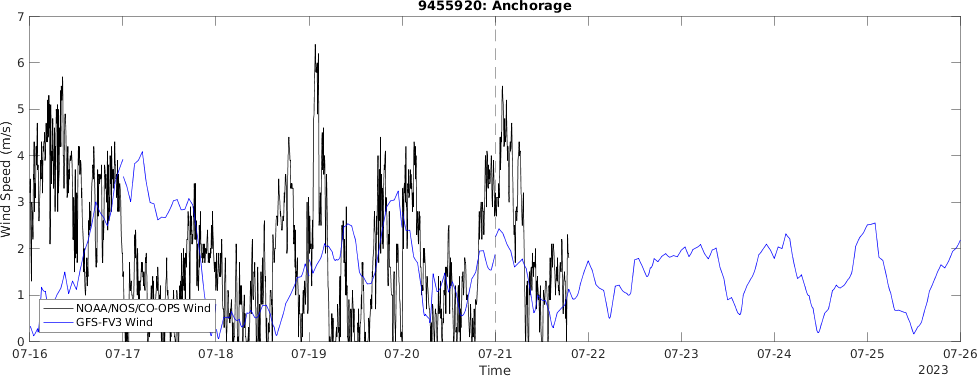 9455920: Anchorage
7
6
5
4
3
2
1
0
Wind Speed (m/s)
NOAA/NOS/CO-OPS Wind
GFS-FV3 Wind
07-16 07-17 07-18 07-19 07-20 07-21 07-22 07-23 07-24 07-25 07-26
Time
2023